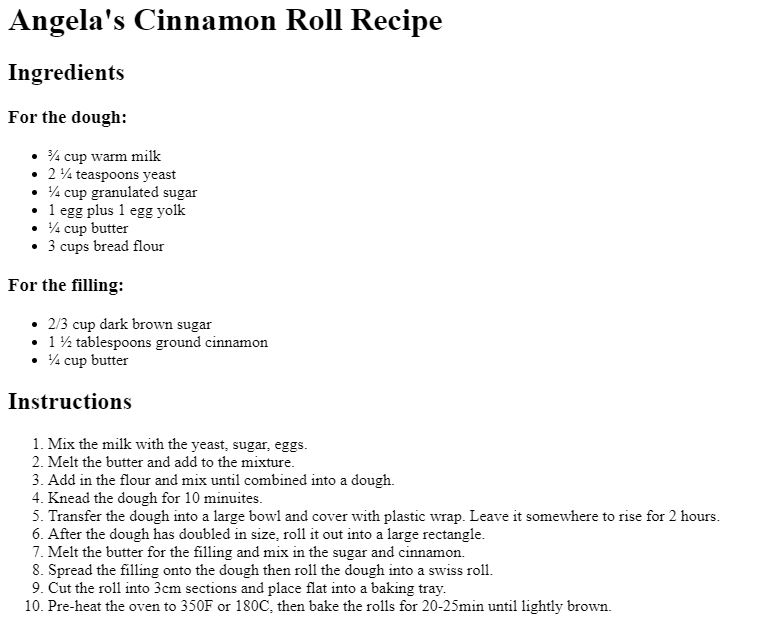 Angela's Cinnamon Roll Recipe
Ingredients
For the dough:
• ¾ cup warm milk
• 2 ¼ teaspoons yeast
• ¼ cup granulated sugar
• 1 egg plus 1 egg yolk
• ¼ cup butter
• 3 cups bread flour
For the filling:
• 2/3 cup dark brown sugar
• 1 ½ tablespoons ground cinnamon
• ¼ cup butter
Instructions
1. Mix the milk with the yeast, sugar, eggs.
2. Melt the butter and add to the mixture.
3. Add in the flour and mix until combined into a dough.
4. Knead the dough for 10 minuites.
5. Transfer the dough into a large bowl and cover with plastic wrap. Leave it somewhere to rise for 2 hours.
6. After the dough has doubled in size, roll it out into a large rectangle.
7. Melt the butter for the filling and mix in the sugar and cinnamon.
8. Spread the filling onto the dough then roll the dough into a swiss roll.
9. Cut the roll into 3cm sections and place flat into a baking tray.
10. Pre-heat the oven to 350F or 180C, then bake the rolls for 20-25min until lightly brown.